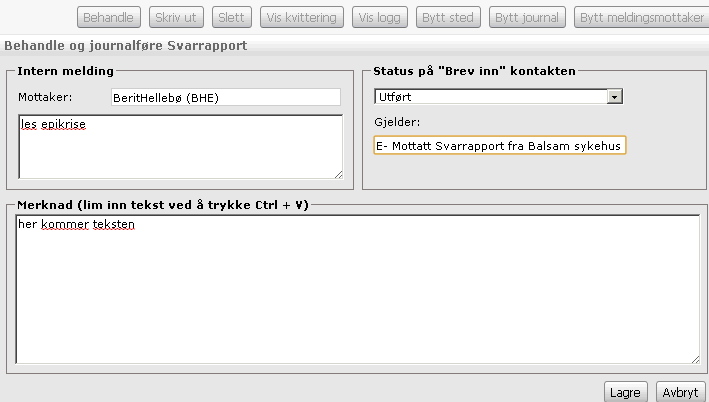 Behandle Skriv ut Slett Vis kvittering Vis logg Bytt sted Bytt journal Bytt meldingsmottaker
Behandle og journalføre Svarrapport
Intern melding
Mottaker: BeritHellebø (BHE)
les epikrise
Status på "Brev inn" kontakten
Utført
Gjelder:
E- Mottatt Svarrapport fra Balsam sykehus
Merknad (lim inn tekst ved å trykke Ctrl + V)
her kommer teksten
Lagre Avbryt